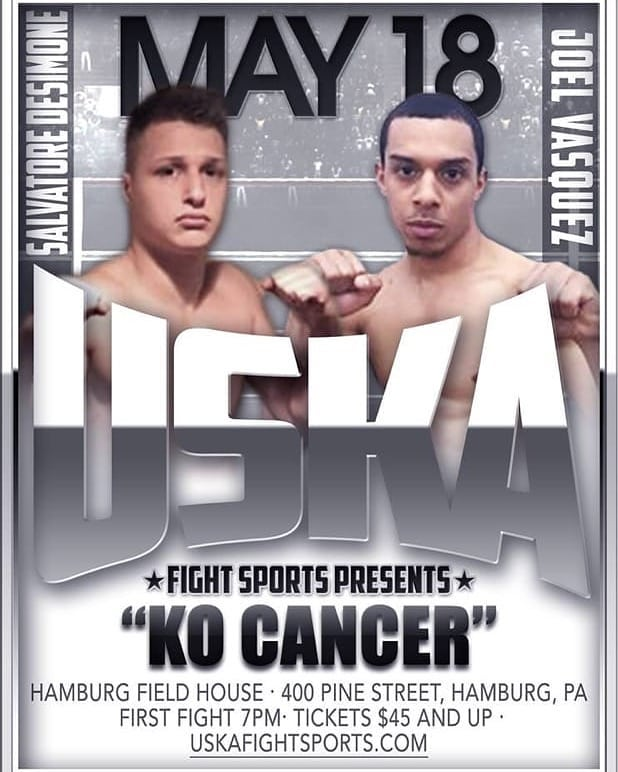 MAY 18
SALVATORE DESIMONE
JOEL VASQUEZ
USKA
★FIGHT SPORTS PRESENTS★
“KO CANCER”
HAMBURG FIELD HOUSE · 400 PINE STREET, HAMBURG, PA
FIRST FIGHT 7PM· TICKETS $45 AND UP ·
USKAFIGHTSPORTS.COM